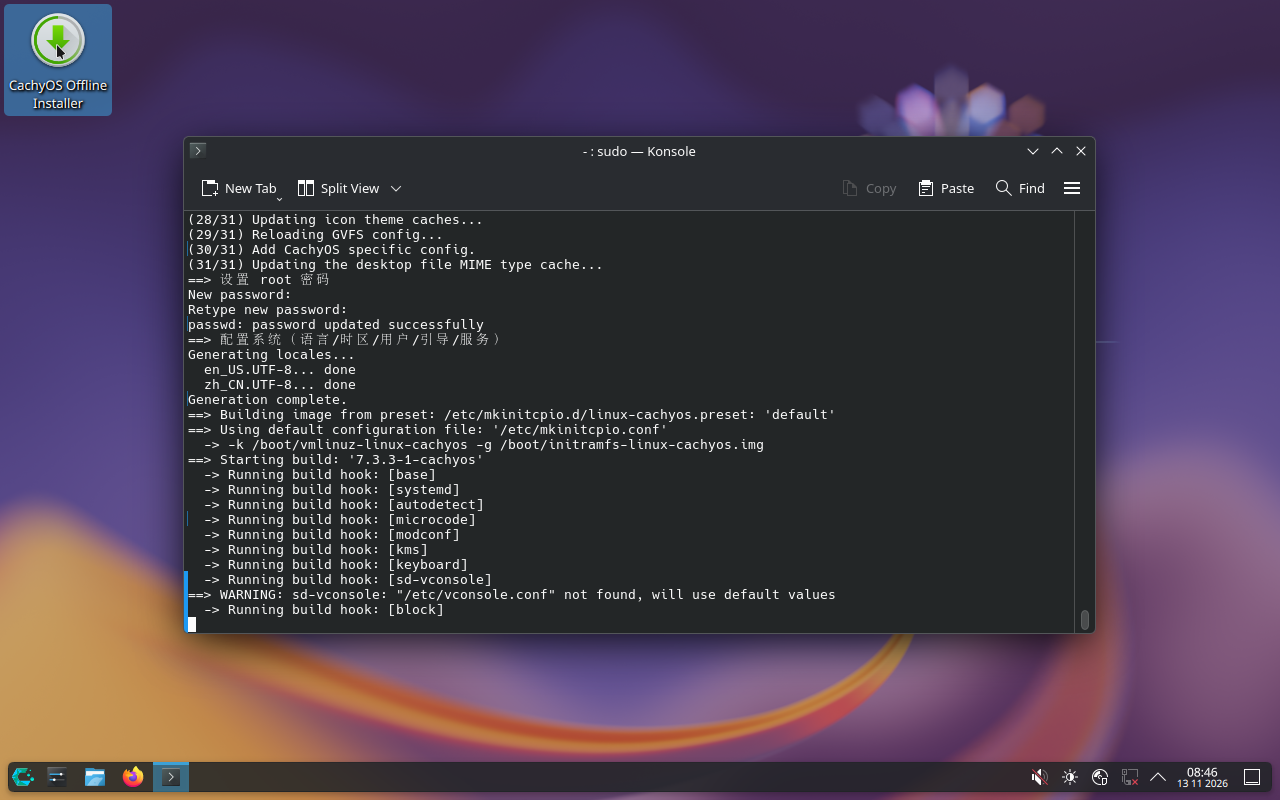 CachyOS Offline
Installer
- : sudo — Konsole
New Tab
Split View
Copy
Paste
Find
(28/31) Updating icon theme caches...
(29/31) Reloading GVFS config...
(30/31) Add CachyOS specific config.
(31/31) Updating the desktop file MIME type cache...
==> 设置 root 密码
New password:
Retype new password:
passwd: password updated successfully
==> 配置系统（语言/时区/用户/引导/服务）
Generating locales...
en_US.UTF-8... done
zh_CN.UTF-8... done
Generation complete.
==> Building image from preset: /etc/mkinitcpio.d/linux-cachyos.preset: 'default'
==> Using default configuration file: '/etc/mkinitcpio.conf'
-> -k /boot/vmlinuz-linux-cachyos -g /boot/initramfs-linux-cachyos.img
==> Starting build: '7.3.3-1-cachyos'
-> Running build hook: [base]
-> Running build hook: [systemd]
-> Running build hook: [autodetect]
-> Running build hook: [microcode]
-> Running build hook: [modconf]
-> Running build hook: [kms]
-> Running build hook: [keyboard]
-> Running build hook: [sd-vconsole]
==> WARNING: sd-vconsole: "/etc/vconsole.conf" not found, will use default values
-> Running build hook: [block]
08:46
13 11 2026